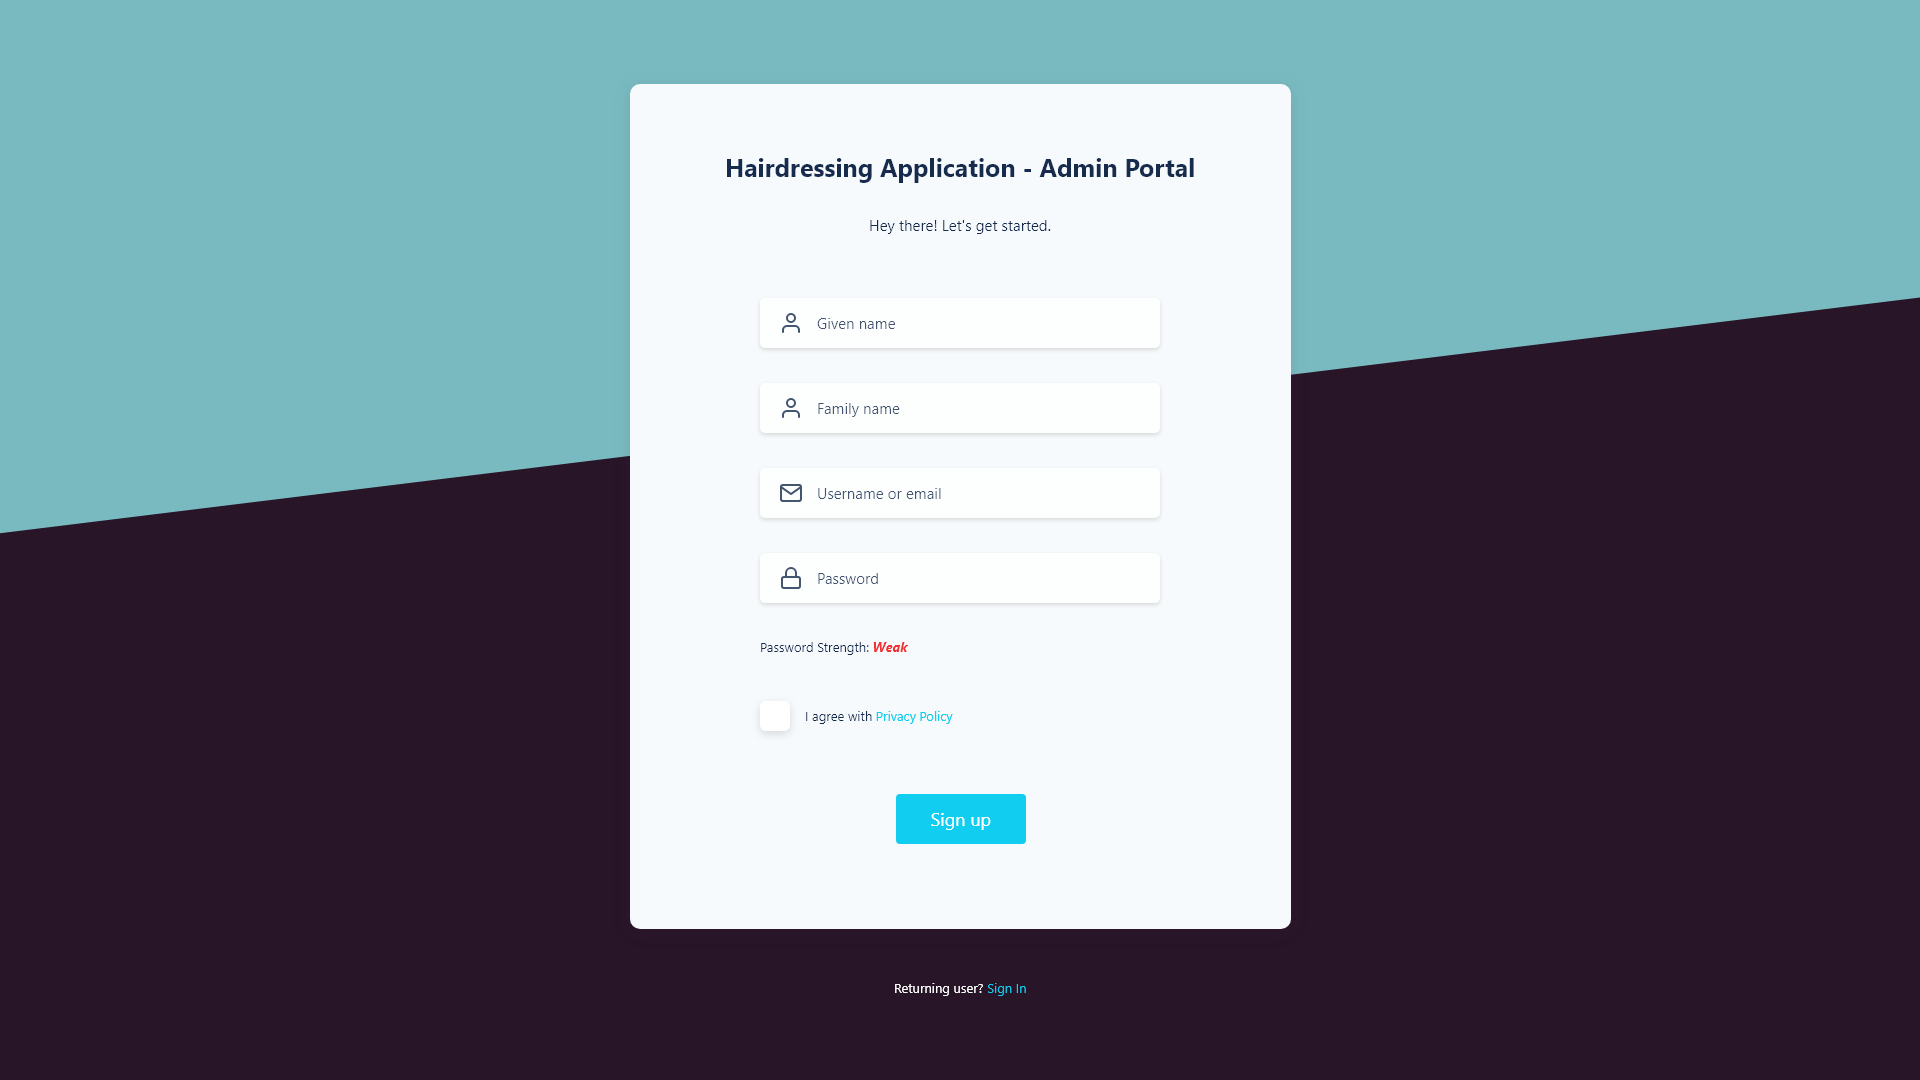 Hairdressing Application - Admin Portal
Hey there! Let's get started.
Given name
Family name
Username or email
Password
Password Strength: Weak
I agree with Privacy Policy
Sign up
Returning user? Sign In